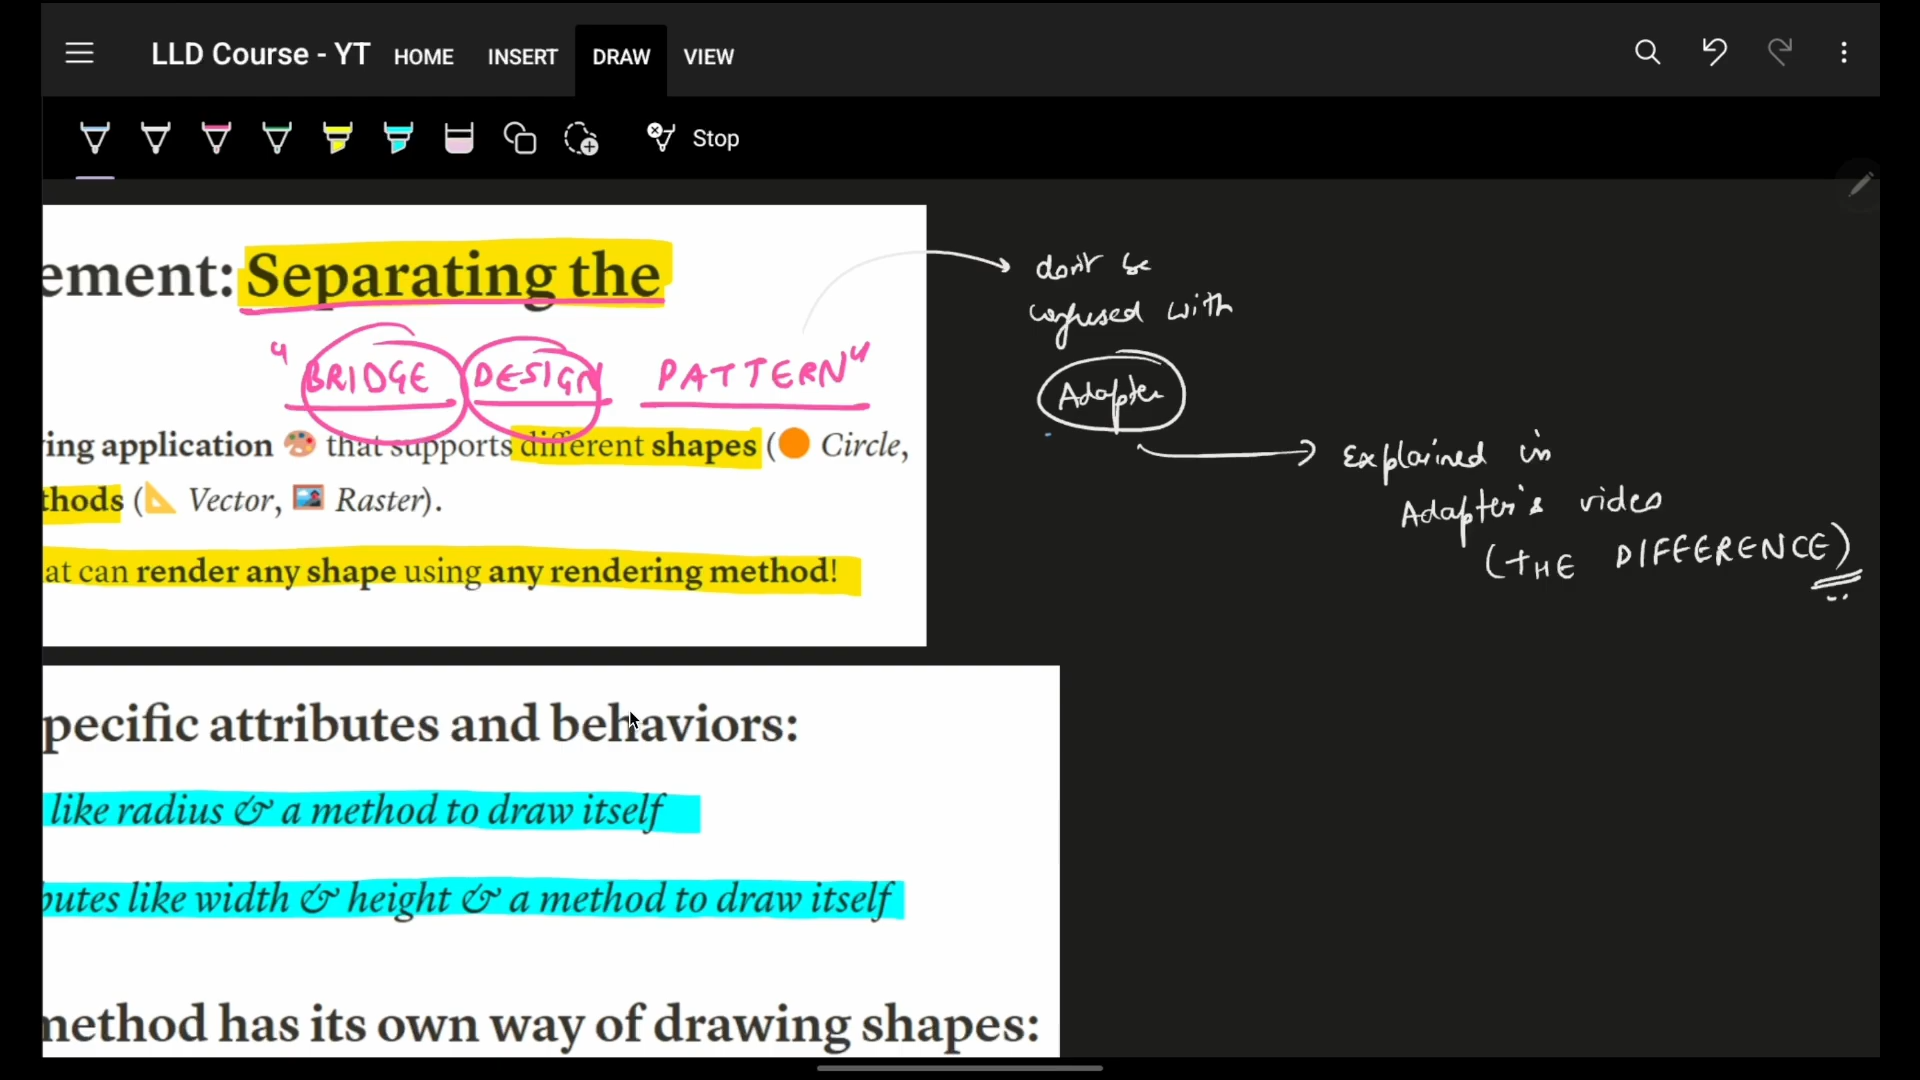 LLD Course - YT HOME INSERT DRAW VIEW
Stop
ement: Separating the
"BRIDGE DESIGN PATTERN"
ing application 🎨 that supports different shapes (🟠 Circle,
thods (📐 Vector, 🖼️ Raster).
at can render any shape using any rendering method!
don't be
confused with
Adapter
Explained in
Adapter's video
(THE DIFFERENCE)
pecific attributes and behaviors:
like radius & a method to draw itself
butes like width & height & a method to draw itself
method has its own way of drawing shapes: